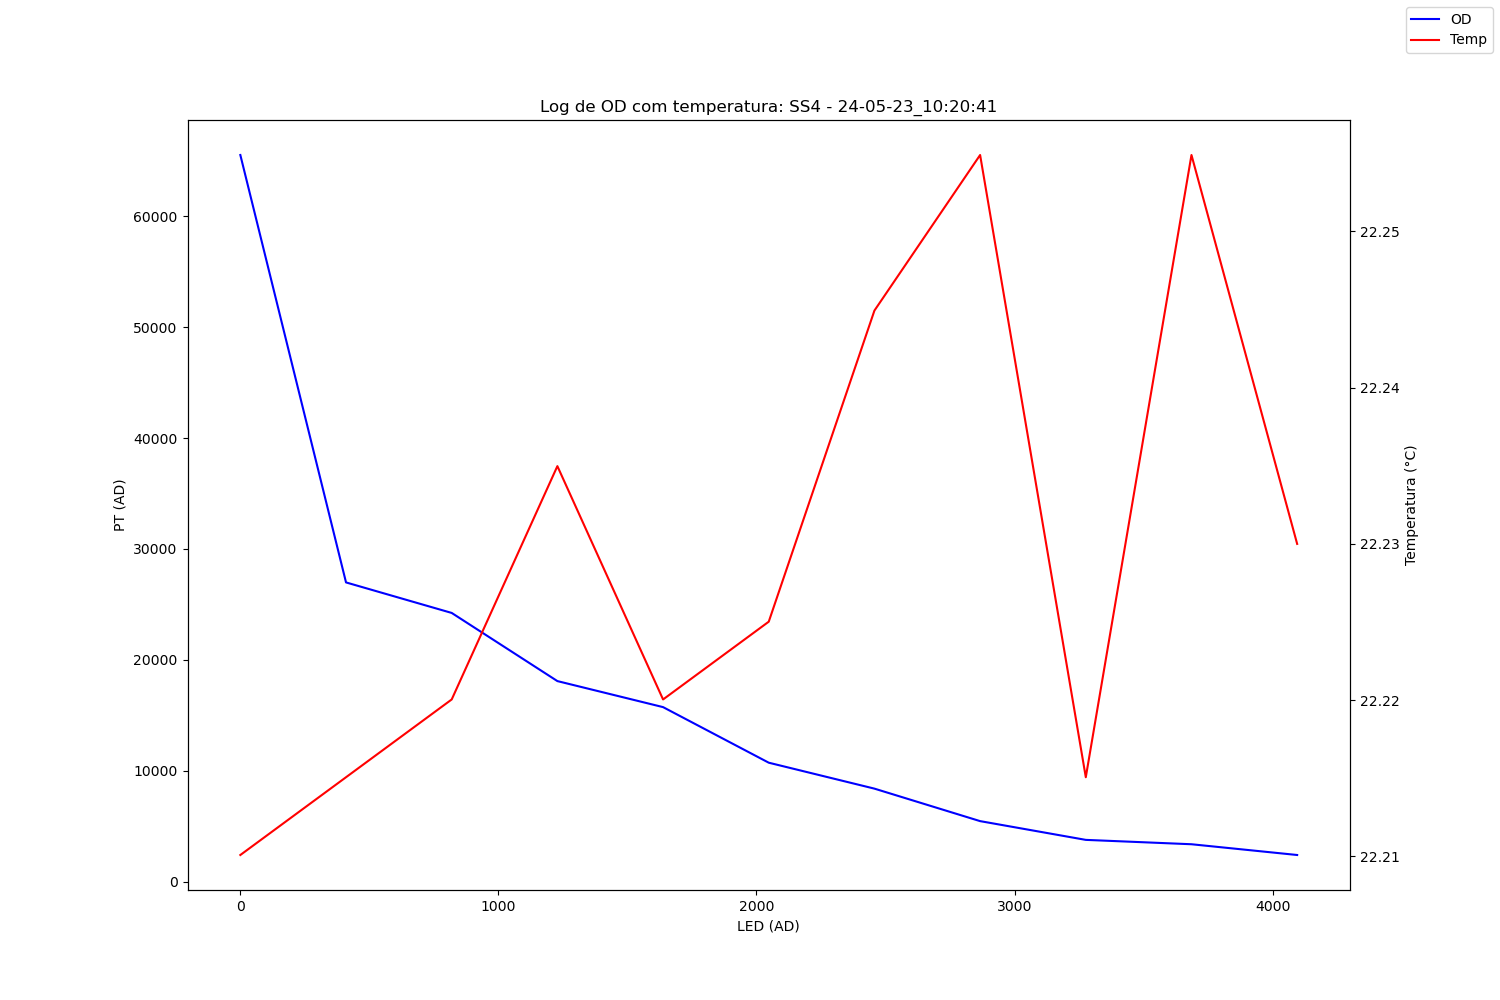 OD
Temp
Log de OD com temperatura: SS4 - 24-05-23_10:20:41
60000
50000
40000
30000
20000
10000
0
PT (AD)
22.25
22.24
22.23
22.22
22.21
Temperatura (°C)
0 1000 2000 3000 4000
LED (AD)